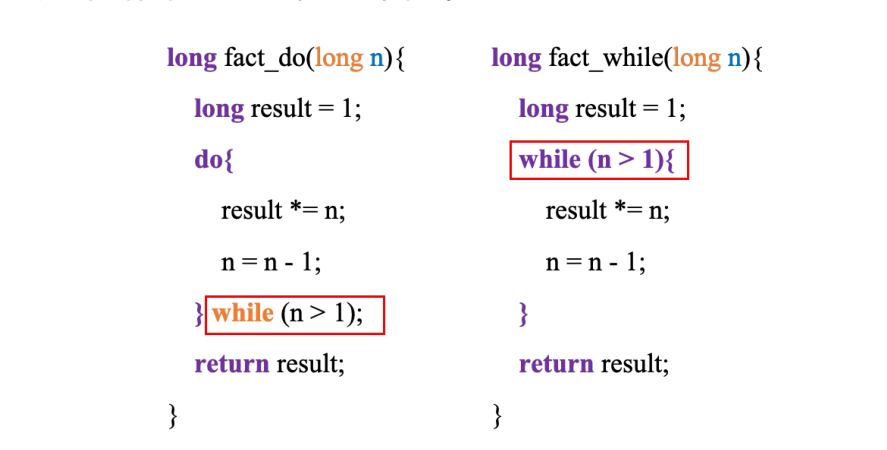 long fact_do(long n){
long result = 1;
do{
result *= n;
n = n - 1;
} while (n > 1);
return result;
}
long fact_while(long n){
long result = 1;
while (n > 1){
result *= n;
n = n - 1;
}
return result;
}